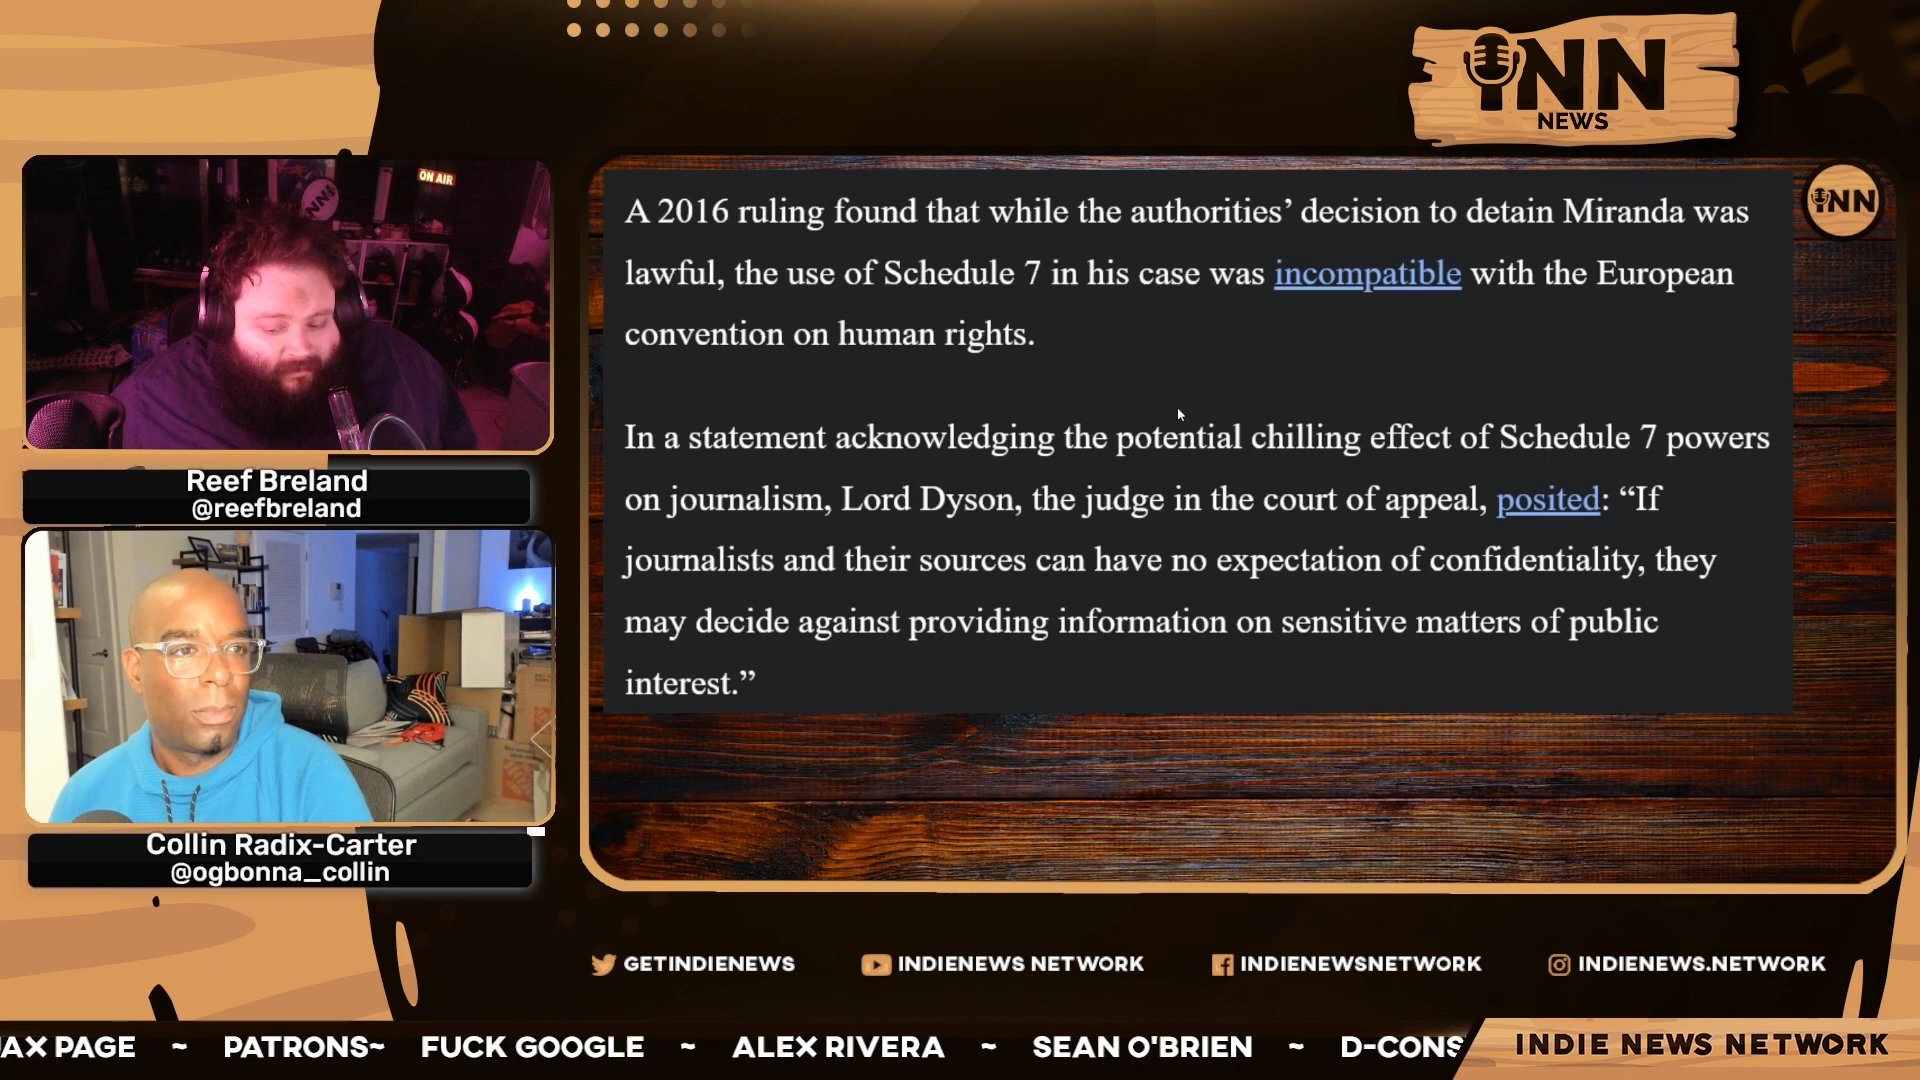 INN
NEWS
ON AIR
INN
Reef Breland
@reefbreland
Collin Radix-Carter
@ogbonna_collin
INN
A 2016 ruling found that while the authorities’ decision to detain Miranda was
lawful, the use of Schedule 7 in his case was incompatible with the European
convention on human rights.
In a statement acknowledging the potential chilling effect of Schedule 7 powers
on journalism, Lord Dyson, the judge in the court of appeal, posited: “If
journalists and their sources can have no expectation of confidentiality, they
may decide against providing information on sensitive matters of public
interest.”
GETINDIENEWS INDIENEWS NETWORK INDIENEWSNETWORK INDIENEWS.NETWORK
AX PAGE ~ PATRONS~ FUCK GOOGLE ~ ALEX RIVERA ~ SEAN O'BRIEN ~ D-CONS
INDIE NEWS NETWORK